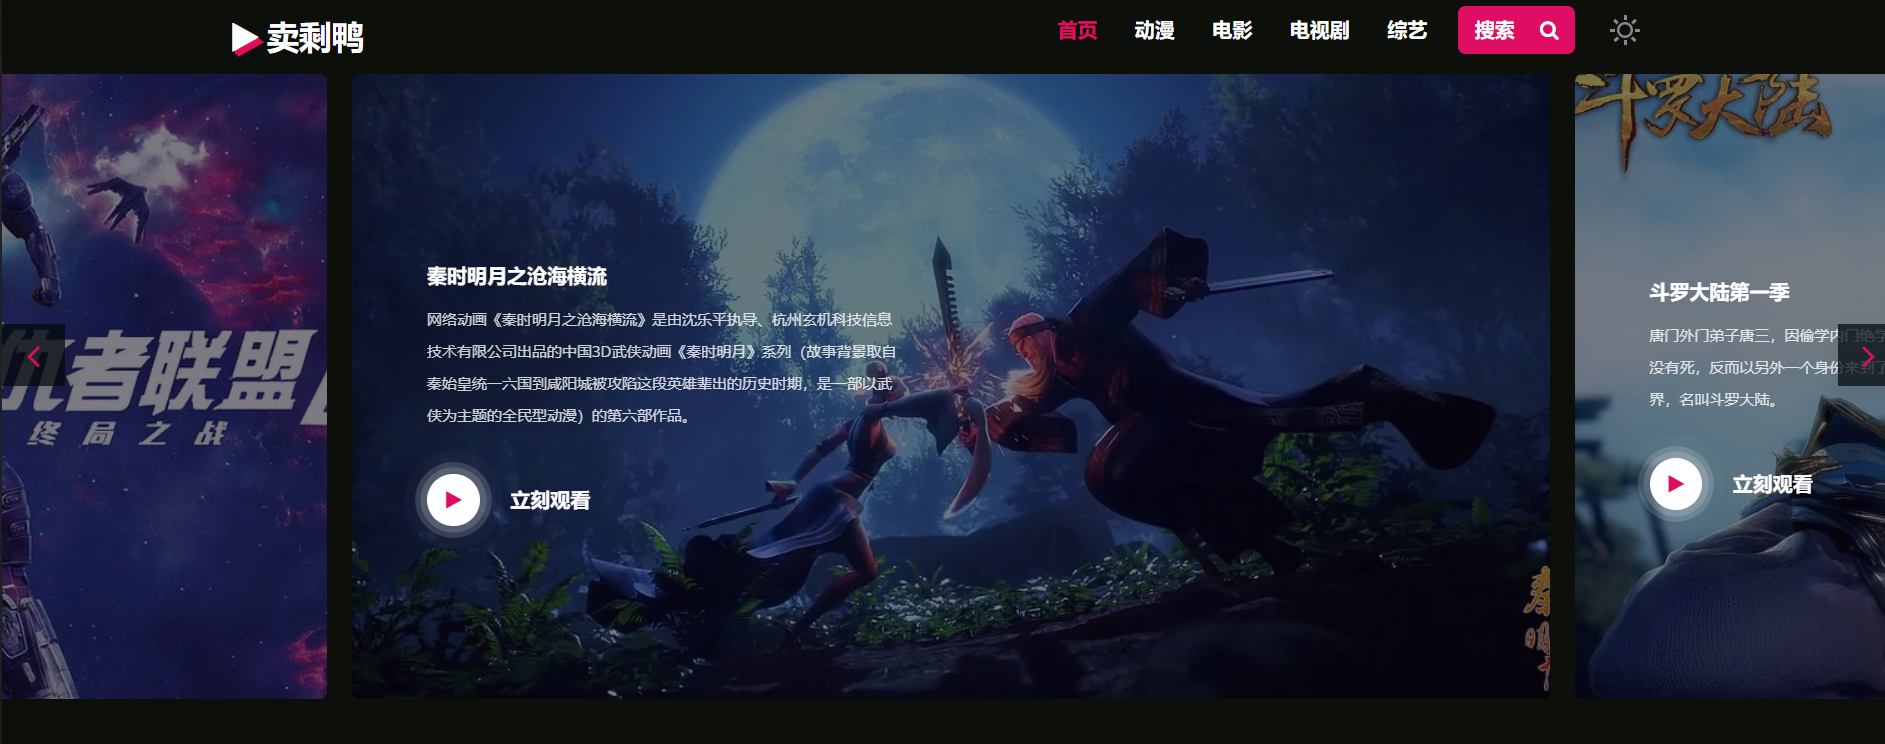 卖剩鸭
首页 动漫 电影 电视剧 综艺 搜索
仇者联盟
终局之战
秦时明月之沧海横流
网络动画《秦时明月之沧海横流》是由沈乐平执导、杭州玄机科技信息
技术有限公司出品的中国3D武侠动画《秦时明月》系列（故事背景取自
秦始皇统一六国到咸阳城被攻陷这段英雄辈出的历史时期，是一部以武
侠为主题的全民型动漫）的第六部作品。
立刻观看
斗罗大陆
斗罗大陆第一季
唐门外门弟子唐三，因偷学内门绝学
没有死，反而以另外一个身份来到了
界，名叫斗罗大陆。
立刻观看
秦
明